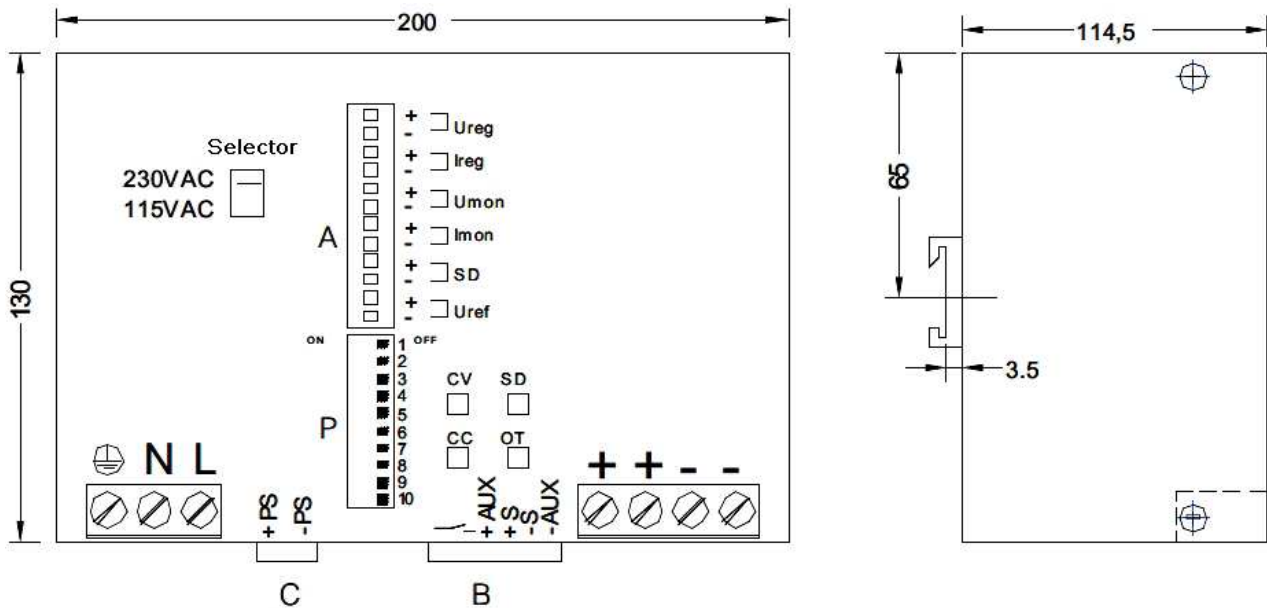 200
114,5
130
65
3.5
Selector
230VAC
115VAC
A
+ Ureg
-
+ Ireg
-
+ Umon
-
+ Imon
-
+ SD
-
+ Uref
-
ON 1 OFF
2
3
4
5
6
7
8
9
10
P
CV SD
CC OT
N L
+ + - -
+PS
-PS
+AUX
+S
-S
-AUX
C
B